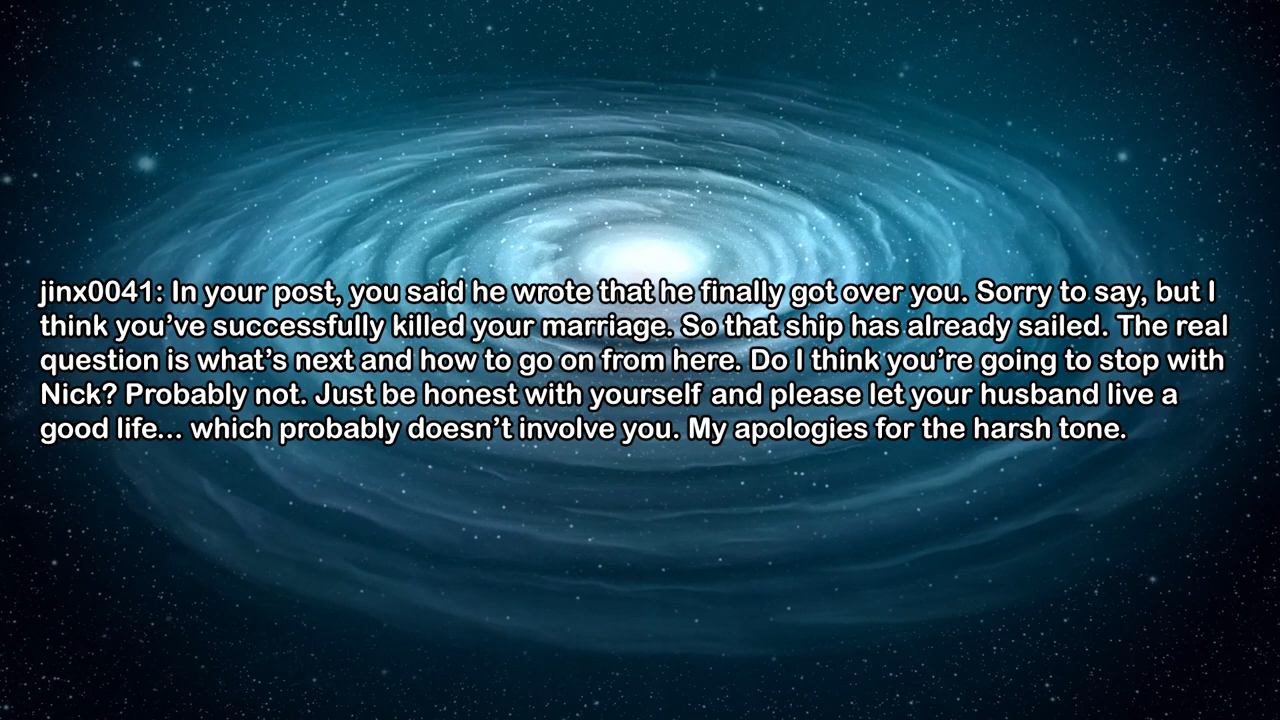 jinx0041: In your post, you said he wrote that he finally got over you. Sorry to say, but I
think you’ve successfully killed your marriage. So that ship has already sailed. The real
question is what’s next and how to go on from here. Do I think you’re going to stop with
Nick? Probably not. Just be honest with yourself and please let your husband live a
good life... which probably doesn’t involve you. My apologies for the harsh tone.